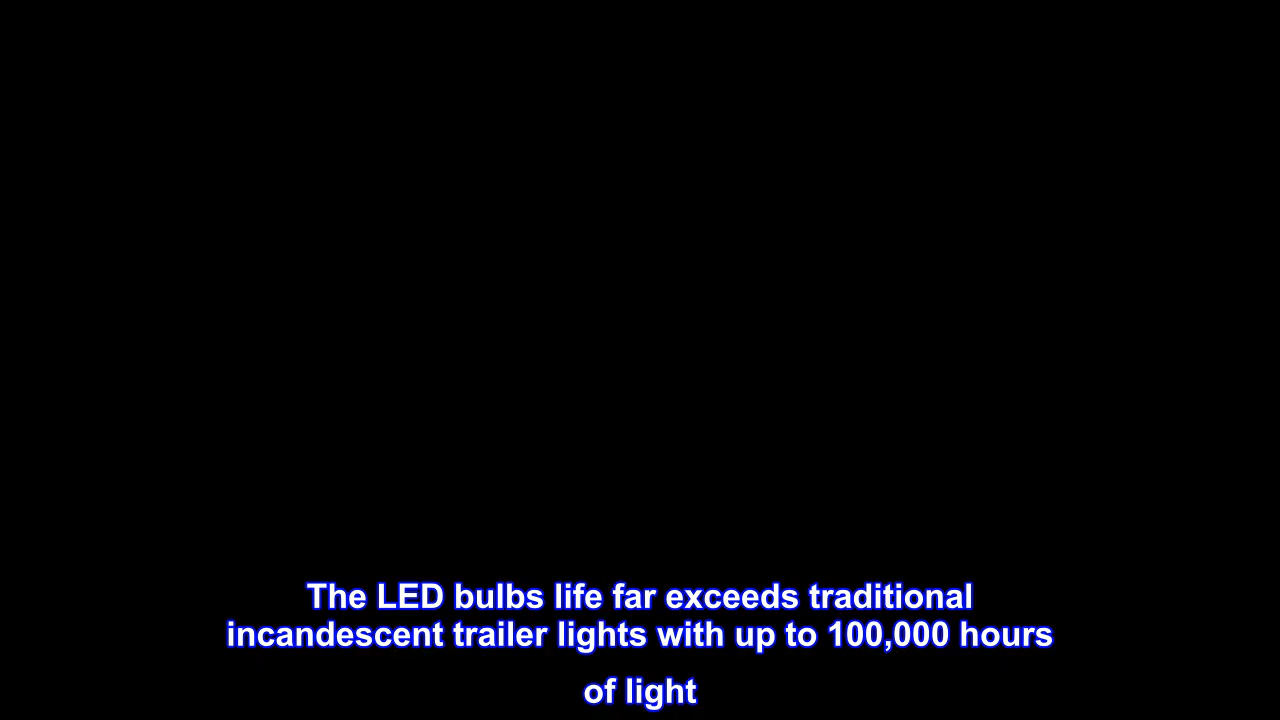 The LED bulbs life far exceeds traditional
incandescent trailer lights with up to 100,000 hours
of light